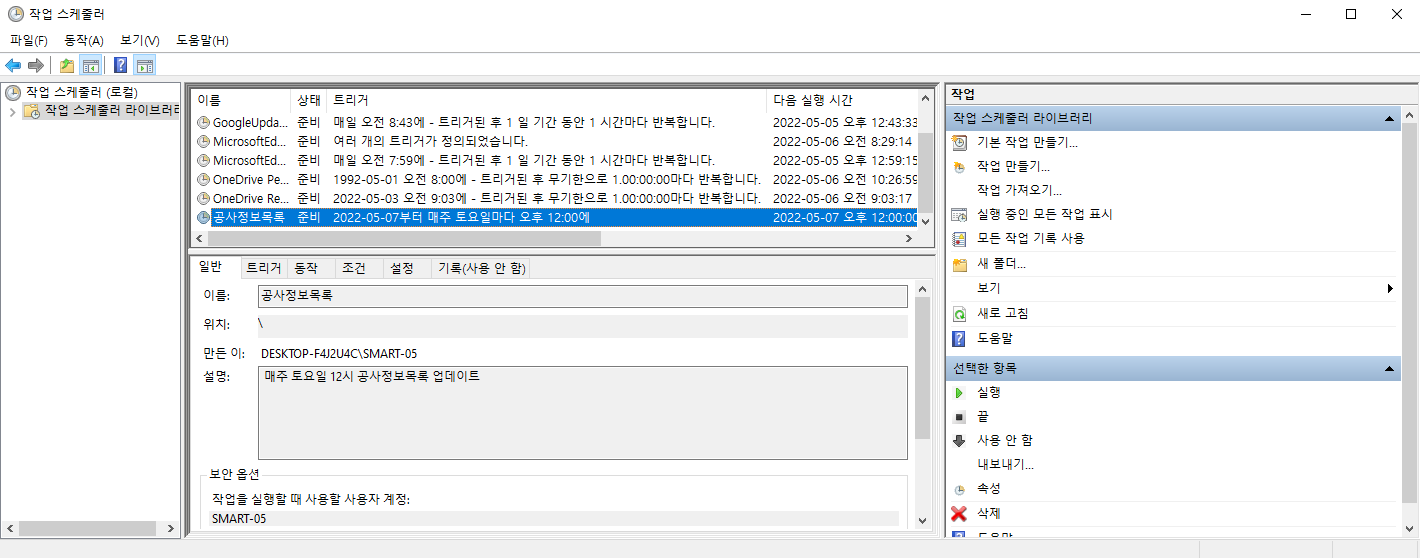 작업 스케줄러
파일(F) 동작(A) 보기(V) 도움말(H)
작업 스케줄러 (로컬)
작업 스케줄러 라이브러리
이름 상태 트리거 다음 실행 시간
GoogleUpda... 준비 매일 오전 8:43에 - 트리거된 후 1 일 기간 동안 1 시간마다 반복합니다. 2022-05-05 오후 12:43:33
MicrosoftEd... 준비 여러 개의 트리거가 정의되었습니다. 2022-05-06 오전 8:29:14
MicrosoftEd... 준비 매일 오전 7:59에 - 트리거된 후 1 일 기간 동안 1 시간마다 반복합니다. 2022-05-05 오후 12:59:15
OneDrive Pe... 준비 1992-05-01 오전 8:00에 - 트리거된 후 무기한으로 1.00:00:00마다 반복합니다. 2022-05-06 오전 10:26:59
OneDrive Re... 준비 2022-05-03 오전 9:03에 - 트리거된 후 무기한으로 1.00:00:00마다 반복합니다. 2022-05-06 오전 9:03:17
공사정보목록 준비 2022-05-07부터 매주 토요일마다 오후 12:00에 2022-05-07 오후 12:00:00
일반 트리거 동작 조건 설정 기록(사용 안 함)
이름: 공사정보목록
위치: \
만든 이: DESKTOP-F4J2U4C\SMART-05
설명: 매주 토요일 12시 공사정보목록 업데이트
보안 옵션
작업을 실행할 때 사용할 사용자 계정:
SMART-05
작업
작업 스케줄러 라이브러리
기본 작업 만들기...
작업 만들기...
작업 가져오기...
실행 중인 모든 작업 표시
모든 작업 기록 사용
새 폴더...
보기
새로 고침
도움말
선택한 항목
실행
끝
사용 안 함
내보내기...
속성
삭제
도움말